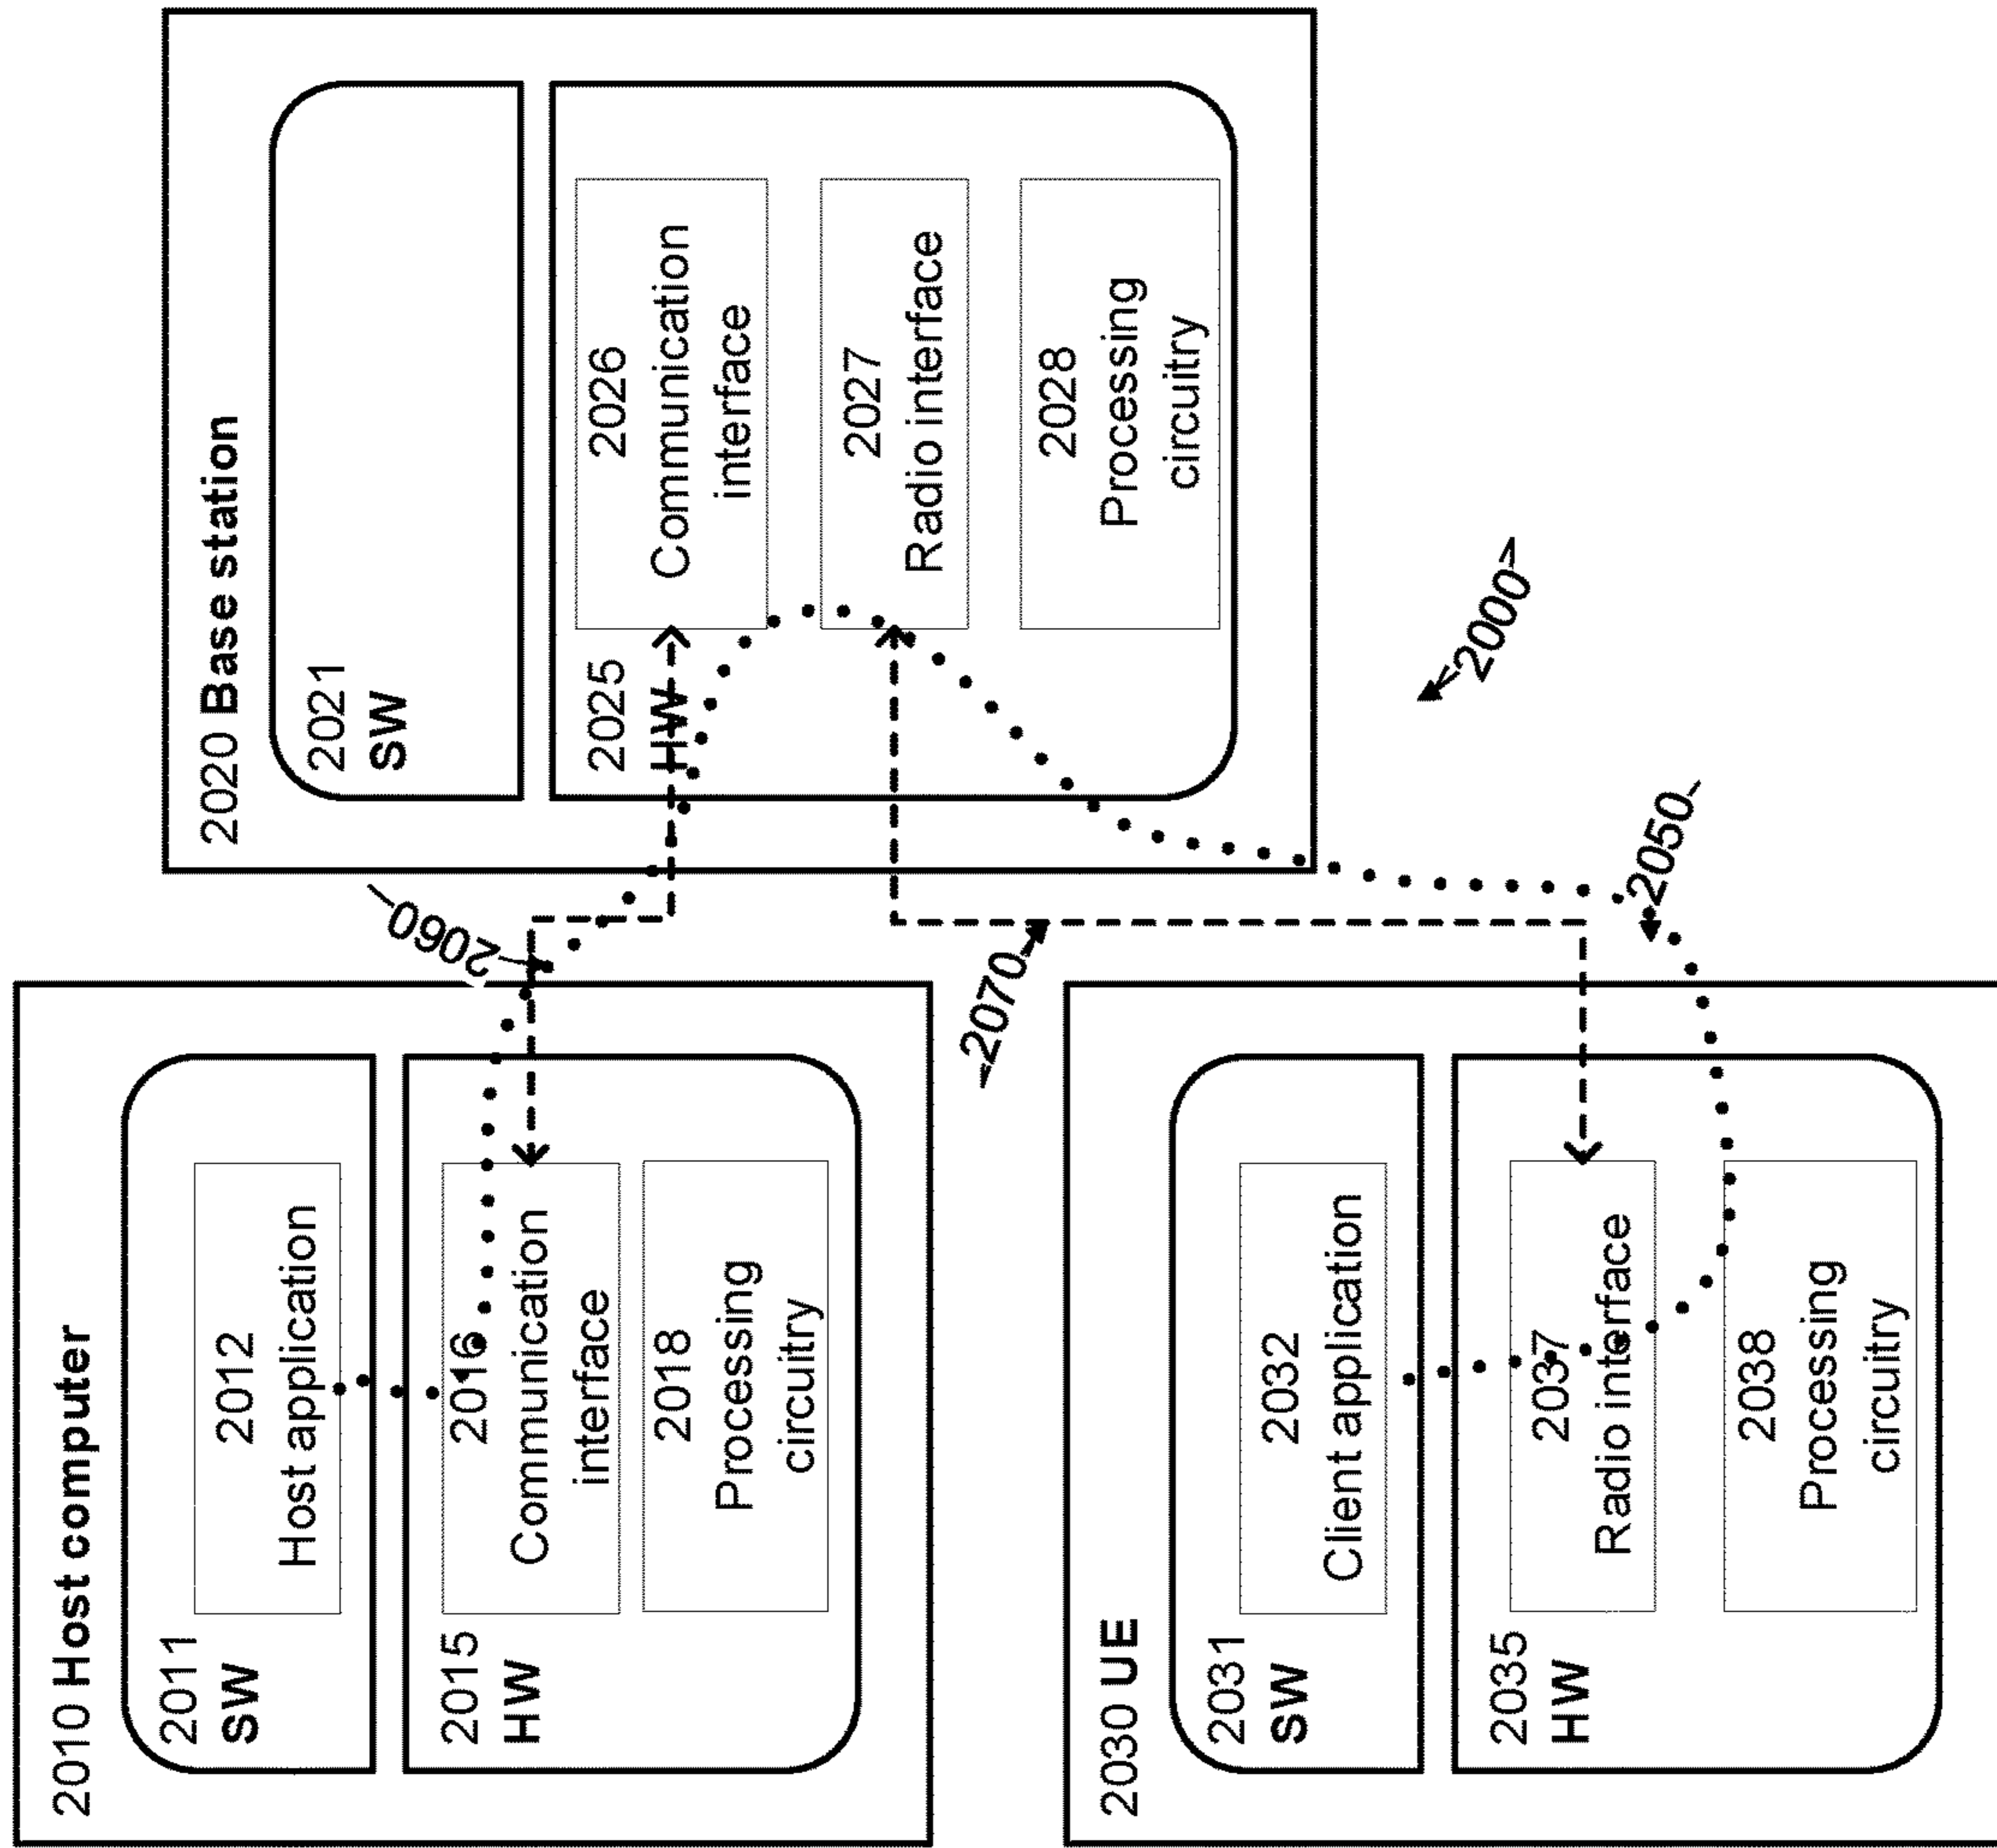 2010 Host computer
2011
SW
2012
Host application
2015
HW
2016
Communication
interface
2018
Processing
circuitry
2060
2020 Base station
2021
SW
2025
HW
2026
Communication
interface
2027
Radio interface
2028
Processing
circuitry
2070
2030 UE
2031
SW
2032
Client application
2035
HW
2037
Radio interface
2038
Processing
circuitry
2050
2000